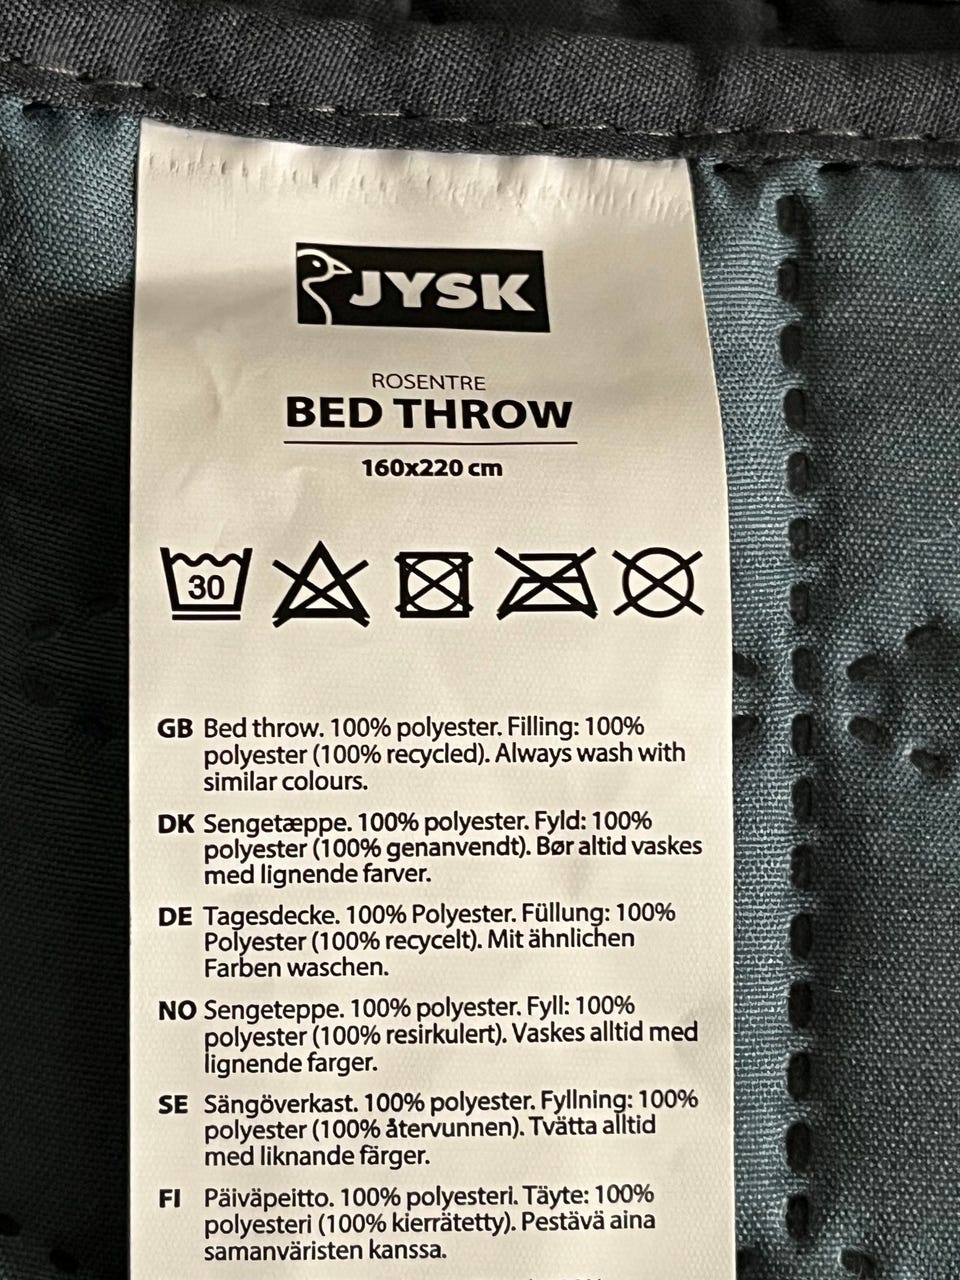 JYSK
ROSENTRE
BED THROW
160x220 cm
30
GB Bed throw. 100% polyester. Filling: 100%
polyester (100% recycled). Always wash with
similar colours.
DK Sengetæppe. 100% polyester. Fyld: 100%
polyester (100% genanvendt). Bør altid vaskes
med lignende farver.
DE Tagesdecke. 100% Polyester. Füllung: 100%
Polyester (100% recycelt). Mit ähnlichen
Farben waschen.
NO Sengeteppe. 100% polyester. Fyll: 100%
polyester (100% resirkulert). Vaskes alltid med
lignende farger.
SE Sängöverkast. 100% polyester. Fyllning: 100%
polyester (100% återvunnen). Tvätta alltid
med liknande färger.
FI Päiväpeitto. 100% polyesteri. Täyte: 100%
polyesteri (100% kierrätetty). Pestävä aina
samanväristen kanssa.